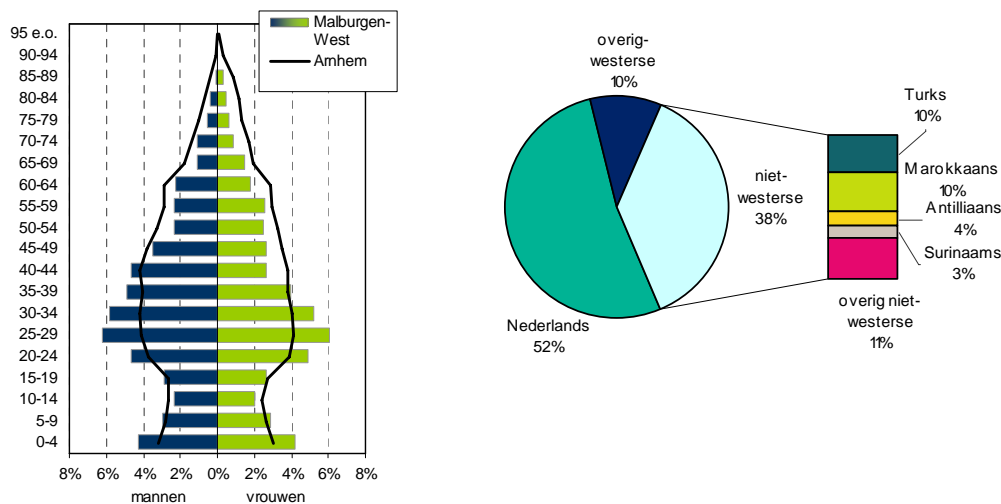 95 e.o.
90-94
85-89
80-84
75-79
70-74
65-69
60-64
55-59
50-54
45-49
40-44
35-39
30-34
25-29
20-24
15-19
10-14
5-9
0-4
8% 6% 4% 2% 0% 2% 4% 6% 8%
mannen vrouwen
Malburgen-
West
Arnhem
overig-
westerse
10%
niet-
westerse
38%
Nederlands
52%
Turks
10%
Marokkaans
10%
Antilliaans
4%
Surinaams
3%
overig niet-
westerse
11%